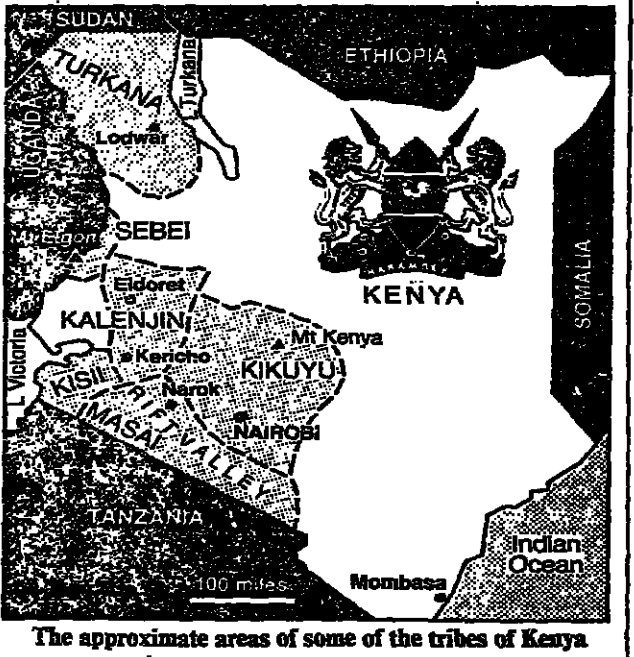 SUDAN
ETHIOPIA
TURKANA
L Turkana
Lodwar
UGANDA
Mt Elgon
SEBEI
HARAMBEE
KENYA
SOMALIA
Eldoret
KALENJIN
L Victoria
Mt Kenya
Kericho
KIKUYU
KISII
Narok
RIFT VALLEY
MASAI
NAIROBI
TANZANIA
Indian
Ocean
100 miles
Mombasa
The approximate areas of some of the tribes of Kenya